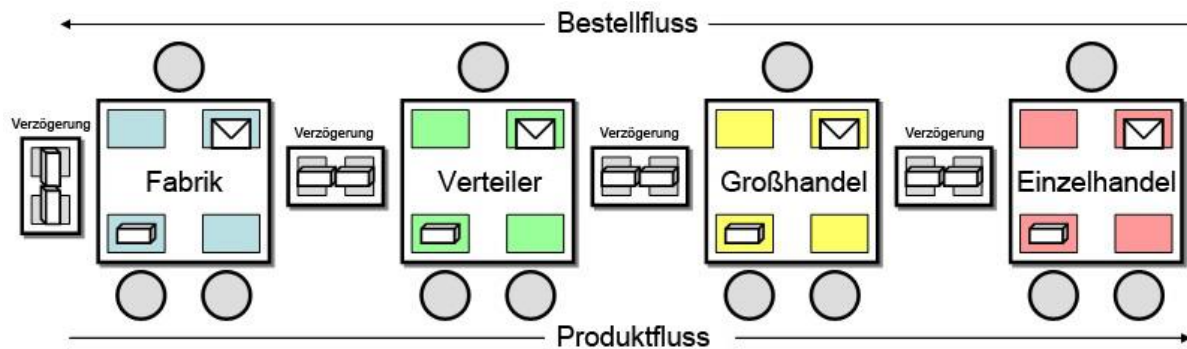 Bestellfluss
Verzögerung
Verzögerung
Verzögerung
Verzögerung
Fabrik
Verteiler
Großhandel
Einzelhandel
Produktfluss